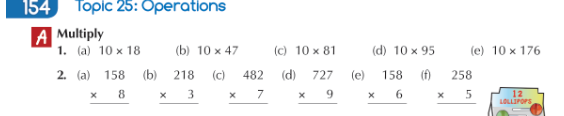 154 Topic 25: Operations
A Multiply
1. (a) 10 × 18 (b) 10 × 47 (c) 10 × 81 (d) 10 × 95 (e) 10 × 176
2. (a) 158 (b) 218 (c) 482 (d) 727 (e) 158 (f) 258
× 8 × 3 × 7 × 9 × 6 × 5
12
LOLLIPOPS